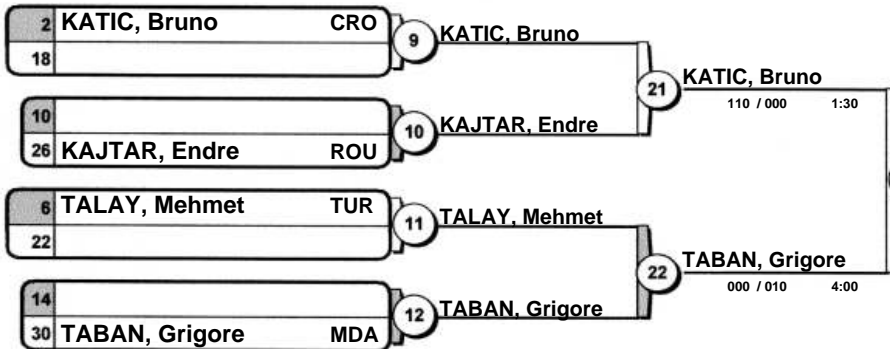 2 KATIC, Bruno CRO
18
9 KATIC, Bruno
10
26 KAJTAR, Endre ROU
10 KAJTAR, Endre
21 KATIC, Bruno
110 / 000 1:30
6 TALAY, Mehmet TUR
22
11 TALAY, Mehmet
14
30 TABAN, Grigore MDA
12 TABAN, Grigore
22 TABAN, Grigore
000 / 010 4:00